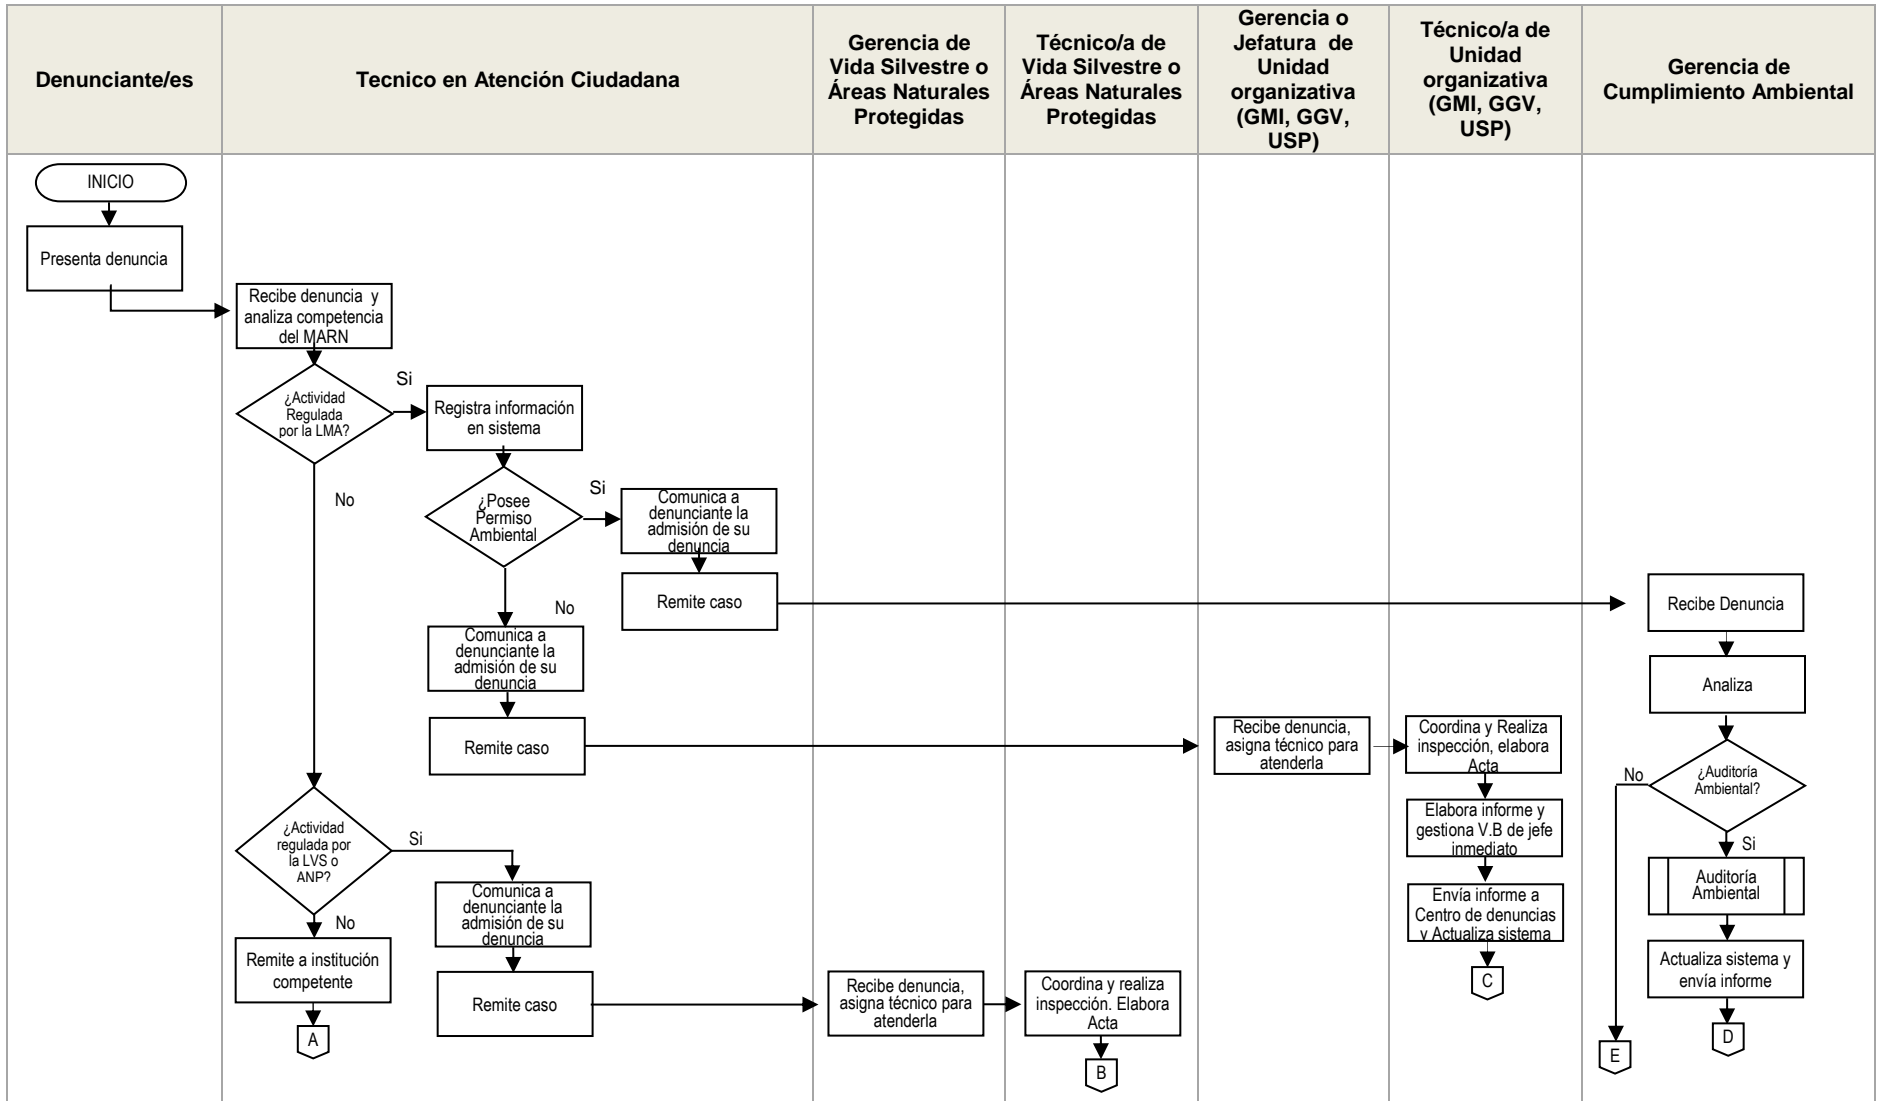 Denunciante/es
Tecnico en Atención Ciudadana
Gerencia de
Vida Silvestre o
Áreas Naturales
Protegidas
Técnico/a de
Vida Silvestre o
Áreas Naturales
Protegidas
Gerencia o
Jefatura de
Unidad
organizativa
(GMI, GGV,
USP)
Técnico/a de
Unidad
organizativa
(GMI, GGV,
USP)
Gerencia de
Cumplimiento Ambiental
INICIO
Presenta denuncia
Recibe denuncia y
analiza competencia
del MARN
¿Actividad
Regulada
por la LMA?
Si
No
Registra información
en sistema
¿Posee
Permiso
Ambiental
Si
No
Comunica a
denunciante la
admisión de su
denuncia
Remite caso
Recibe Denuncia
Analiza
Comunica a
denunciante la
admisión de su
denuncia
Remite caso
Recibe denuncia,
asigna técnico para
atenderla
Coordina y Realiza
inspección, elabora
Acta
Elabora informe y
gestiona V.B de jefe
inmediato
Envía informe a
Centro de denuncias
y Actualiza sistema
C
¿Auditoría
Ambiental?
No
Si
Auditoría
Ambiental
Actualiza sistema y
envía informe
D
E
¿Actividad
regulada por
la LVS o
ANP?
Si
No
Comunica a
denunciante la
admisión de su
denuncia
Remite a institución
competente
A
Remite caso
Recibe denuncia,
asigna técnico para
atenderla
Coordina y realiza
inspección. Elabora
Acta
B